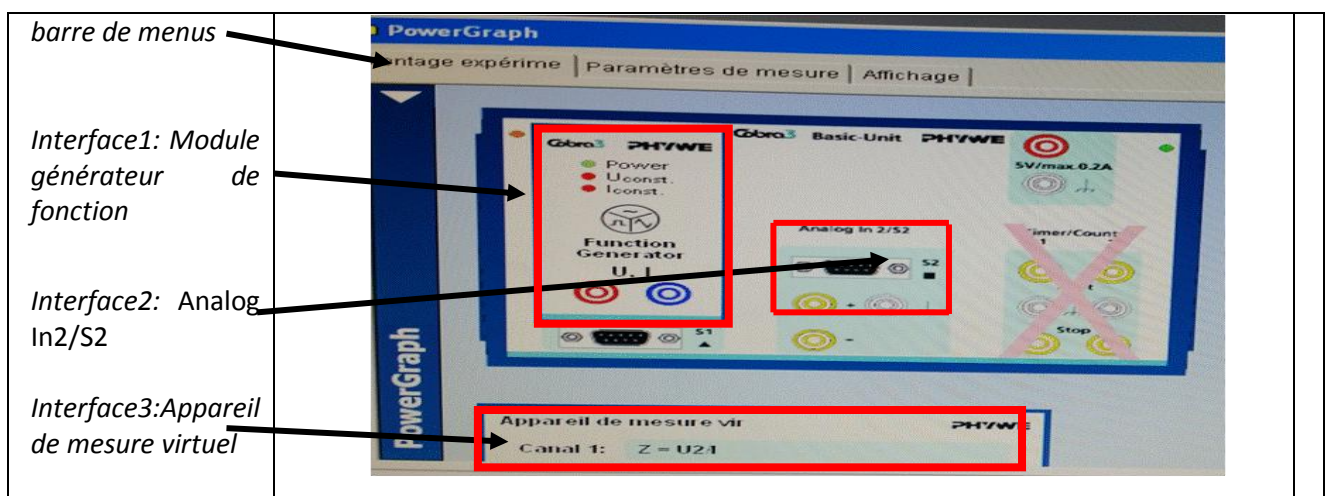 barre de menus
Interface1: Module
générateur de
fonction
Interface2: Analog
In2/S2
Interface3:Appareil
de mesure virtuel
PowerGraph
ntage expérime | Paramètres de mesure | Affichage |
Cobra3 PHYWE
Power
Uconst.
Iconst.
Function
Generator
U, I
S1
Cobra3 Basic-Unit PHYWE
Analog In 2/S2
S2
+
-
5V/max.0.2A
Timer/Count
1
Stop
PowerGraph
Appareil de mesure vir
PHYWE
Canal 1: Z = U2/I